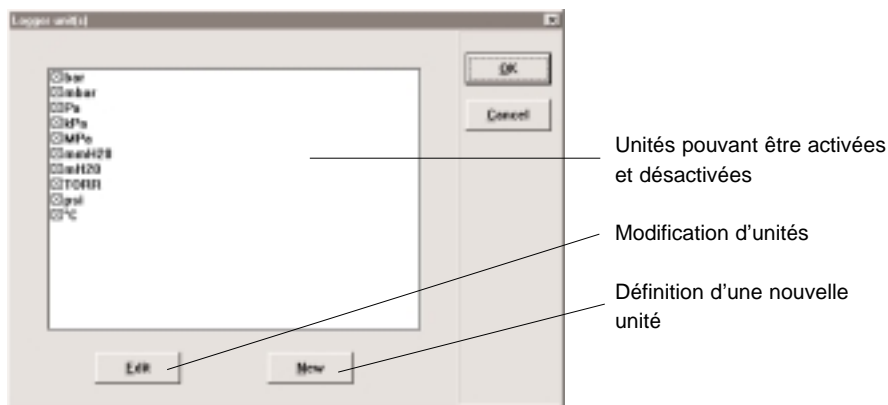 Logger unit(s)
bar
mbar
Pa
kPa
MPa
mmH20
mH20
TORR
psi
°C
OK
Cancel
Edit
New
Unités pouvant être activées
et désactivées
Modification d'unités
Définition d'une nouvelle
unité